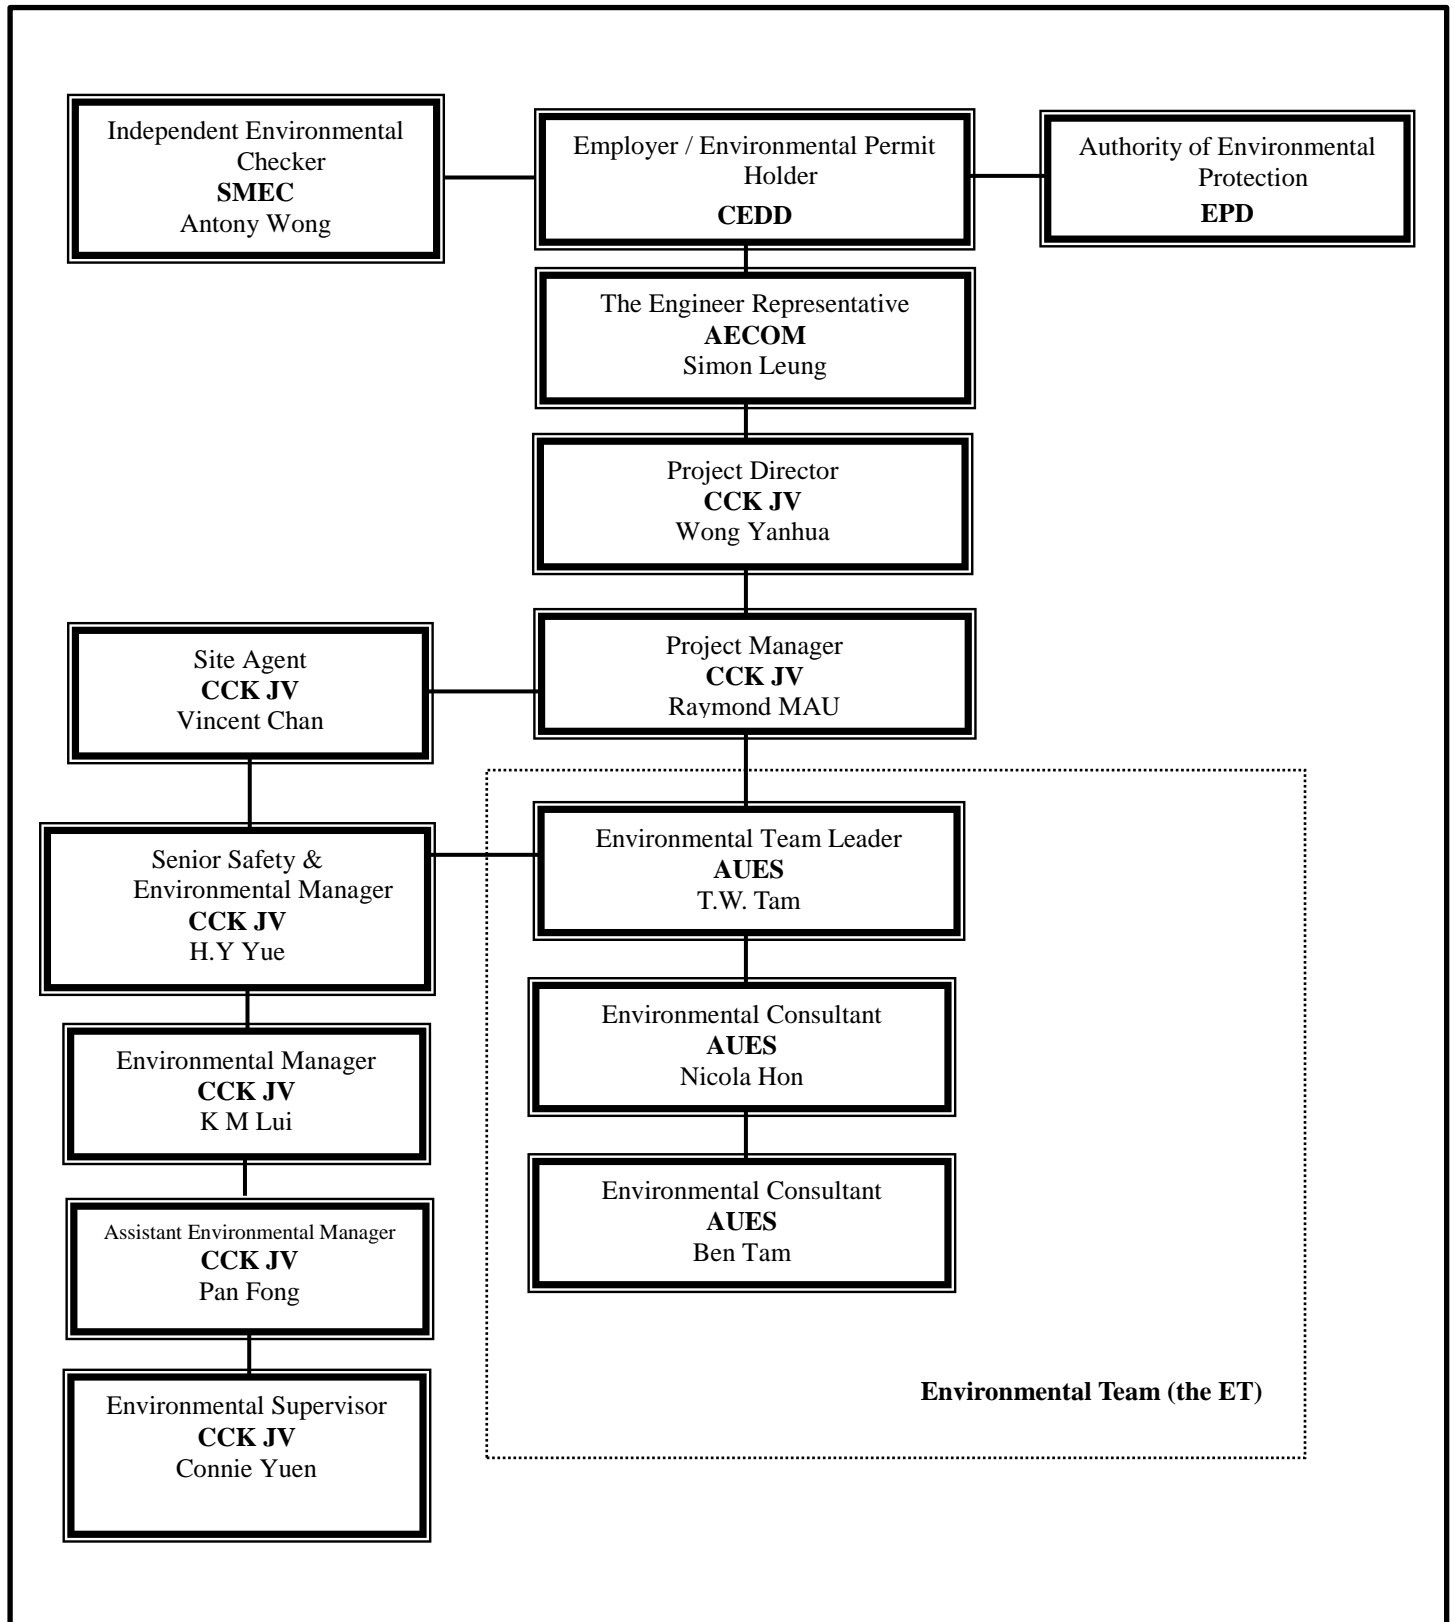 Independent Environmental
Checker
SMEC
Antony Wong
Employer / Environmental Permit
Holder
CEDD
Authority of Environmental
Protection
EPD
The Engineer Representative
AECOM
Simon Leung
Project Director
CCK JV
Wong Yanhua
Site Agent
CCK JV
Vincent Chan
Project Manager
CCK JV
Raymond MAU
Senior Safety &
Environmental Manager
CCK JV
H.Y Yue
Environmental Team Leader
AUES
T.W. Tam
Environmental Manager
CCK JV
K M Lui
Environmental Consultant
AUES
Nicola Hon
Assistant Environmental Manager
CCK JV
Pan Fong
Environmental Consultant
AUES
Ben Tam
Environmental Supervisor
CCK JV
Connie Yuen
Environmental Team (the ET)